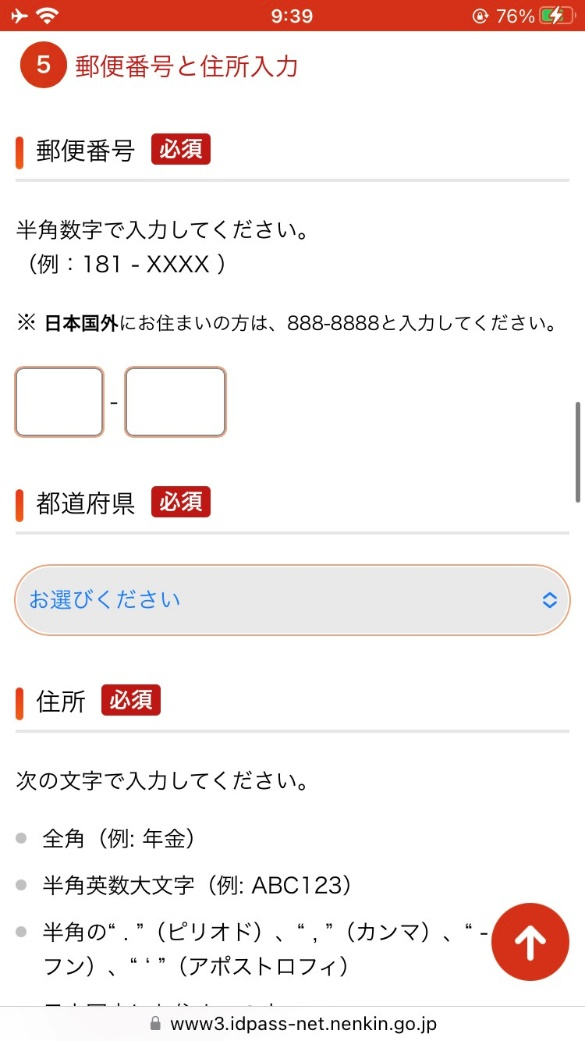 9:39
76%
5 郵便番号と住所入力
郵便番号 必須
半角数字で入力してください。
（例：181 - XXXX ）
※ 日本国外にお住まいの方は、888-8888と入力してください。
-
都道府県 必須
お選びください
住所 必須
次の文字で入力してください。
全角（例: 年金）
半角英数大文字（例: ABC123）
半角の“ . ”（ピリオド）、“ , ”（カンマ）、“ -
フン）、“ ‘ ”（アポストロフィ）
www3.idpass-net.nenkin.go.jp